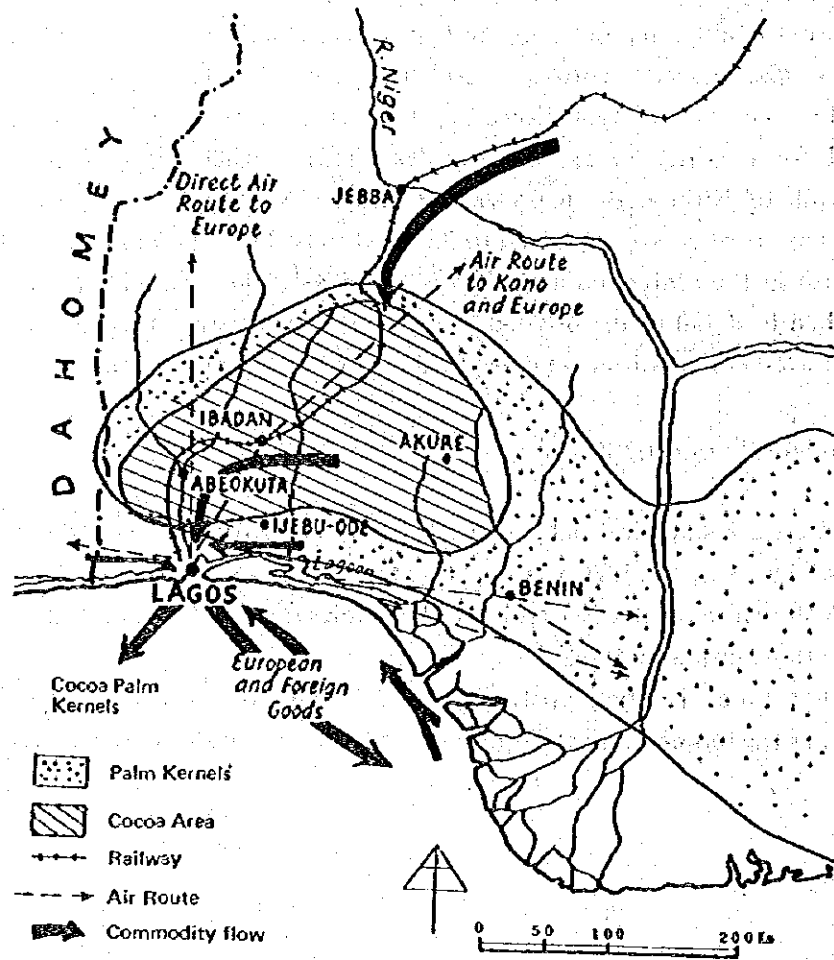 R. Niger
DAHOMEY
Direct Air
Route to
Europe
JEBBA
Air Route
to Kano
and Europe
IBADAN
AKURE
ABEOKUTA
IJEBU-ODE
Lagoon
LAGOS
BENIN
European
and Foreign
Goods
Cocoa Palm
Kernels
Palm Kernels
Cocoa Area
Railway
Air Route
Commodity flow
0 50 100 200 Km